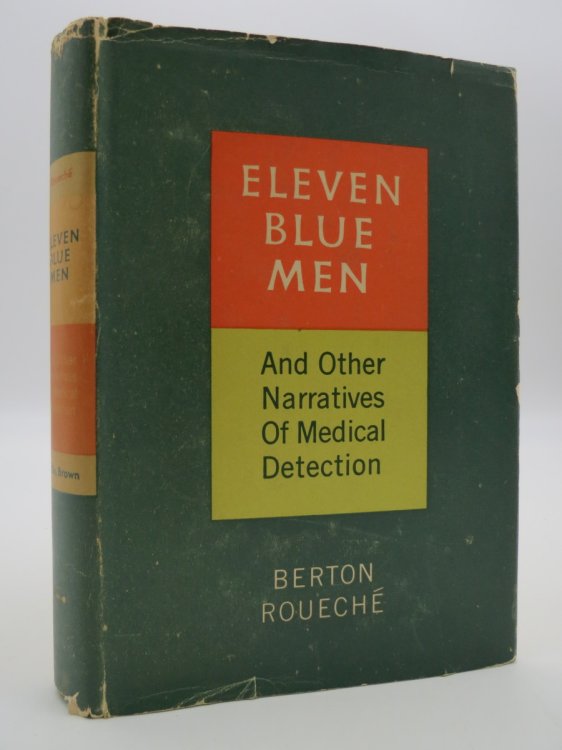 ELEVEN
BLUE
MEN
And Other
Narratives
Of Medical
Detection
BERTON
ROUECHÉ
ELEVEN
BLUE
MEN
Brown